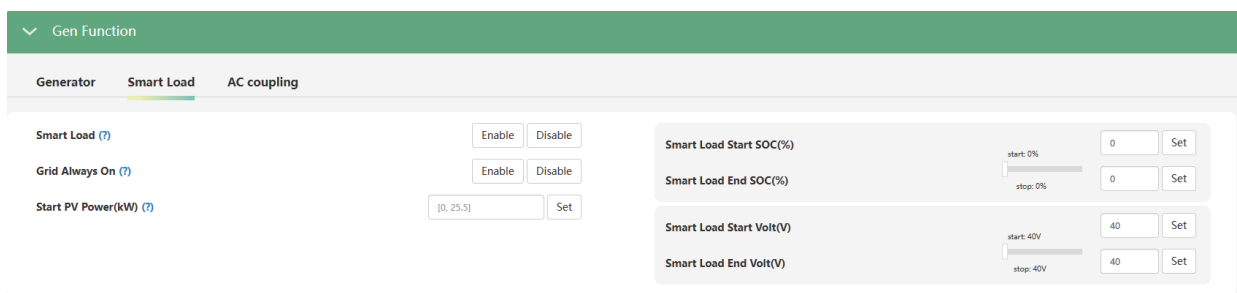 Gen Function
Generator Smart Load AC coupling
Smart Load (?) Enable Disable
Grid Always On (?) Enable Disable
Start PV Power(kW) (?) [0, 25.5] Set
Smart Load Start SOC(%) start: 0% 0 Set
Smart Load End SOC(%) stop: 0% 0 Set
Smart Load Start Volt(V) start: 40V 40 Set
Smart Load End Volt(V) stop: 40V 40 Set